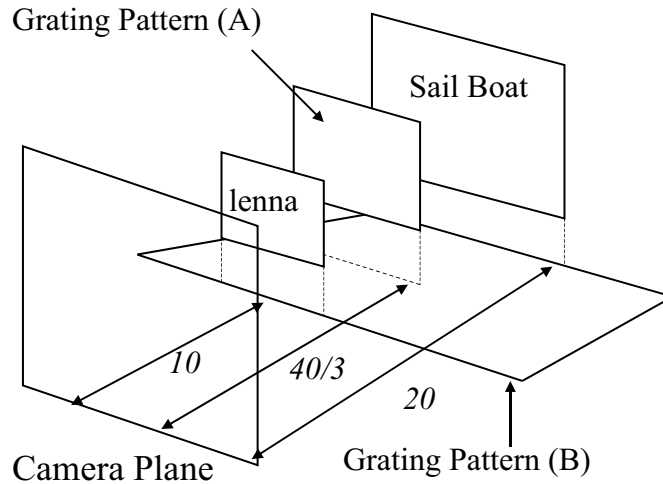 Grating Pattern (A)
Sail Boat
lenna
10
40/3
20
Camera Plane
Grating Pattern (B)